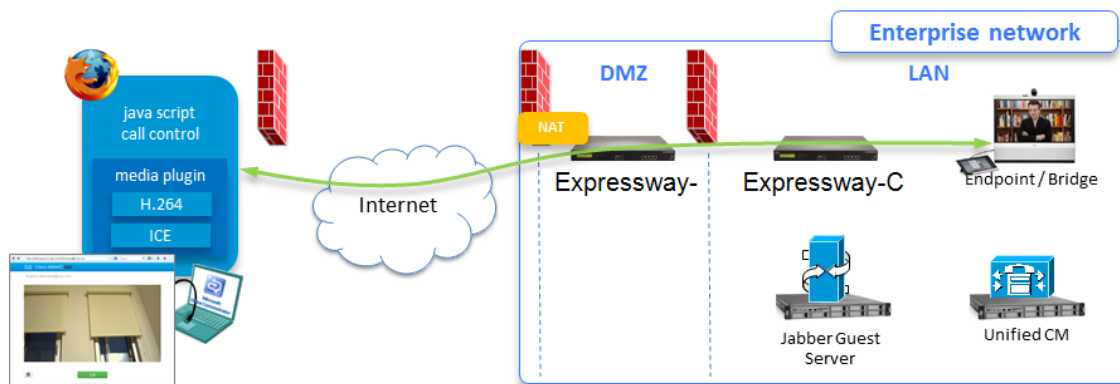 Enterprise network
DMZ
LAN
java script
call control
NAT
media plugin
H.264
ICE
Internet
Expressway-
Expressway-C
Endpoint / Bridge
Jabber Guest
Server
Unified CM